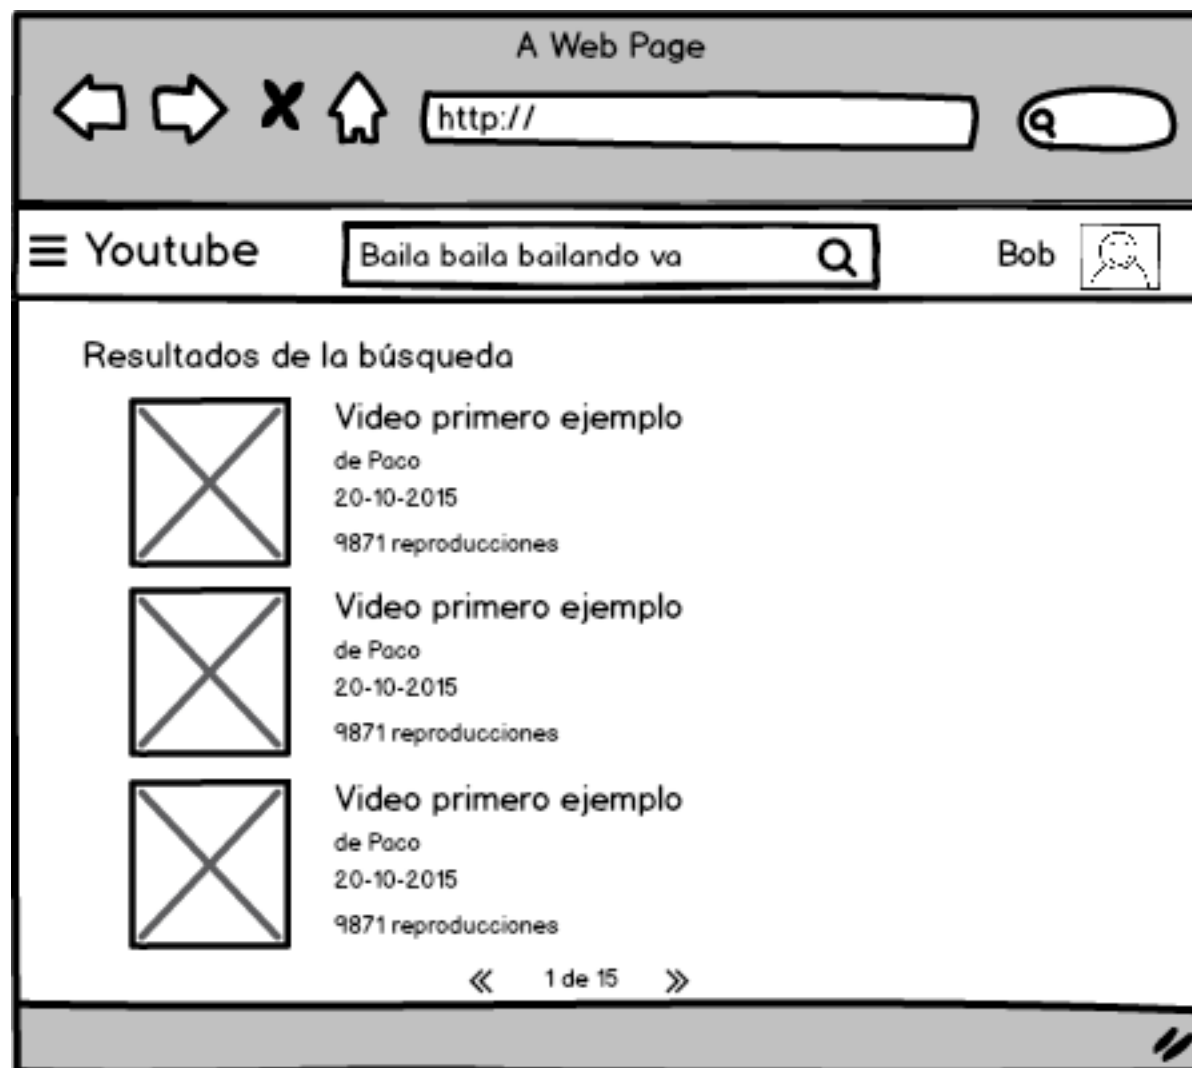 A Web Page
http://
Youtube
Baila baila bailando va
Bob
Resultados de la búsqueda
Video primero ejemplo
de Paco
20-10-2015
9871 reproducciones
Video primero ejemplo
de Paco
20-10-2015
9871 reproducciones
Video primero ejemplo
de Paco
20-10-2015
9871 reproducciones
1 de 15